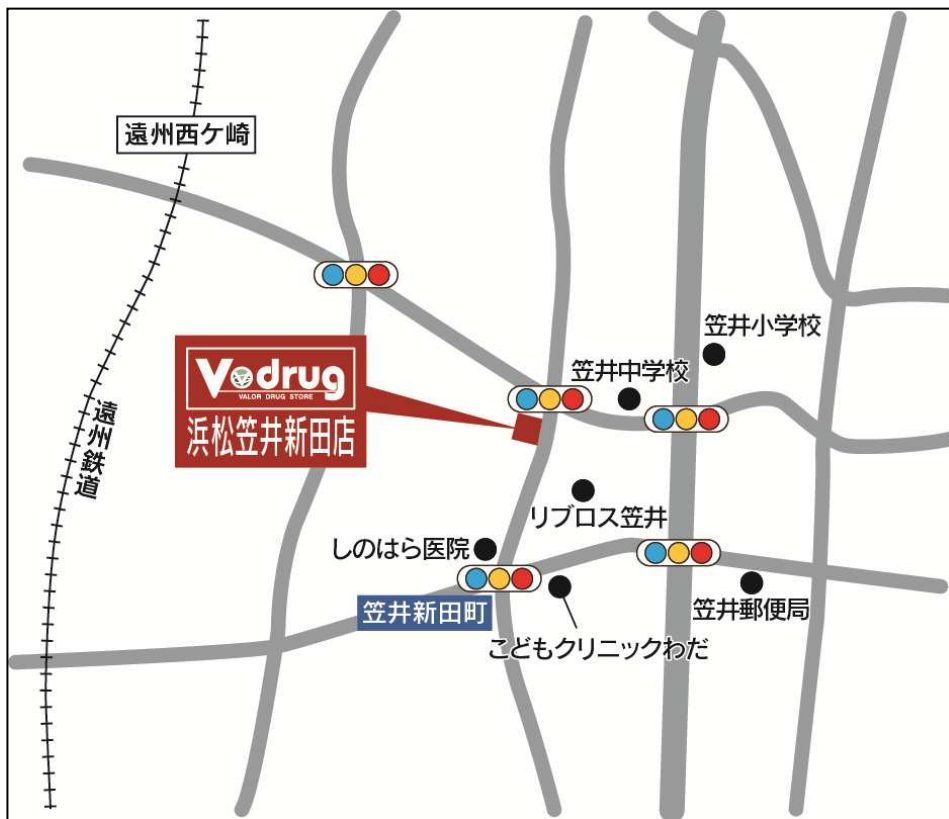 遠州西ケ崎
笠井小学校
V drug
VALOR DRUG STORE
浜松笠井新田店
笠井中学校
遠州鉄道
リブロス笠井
しのはら医院
笠井新田町
笠井郵便局
こどもクリニックわだ